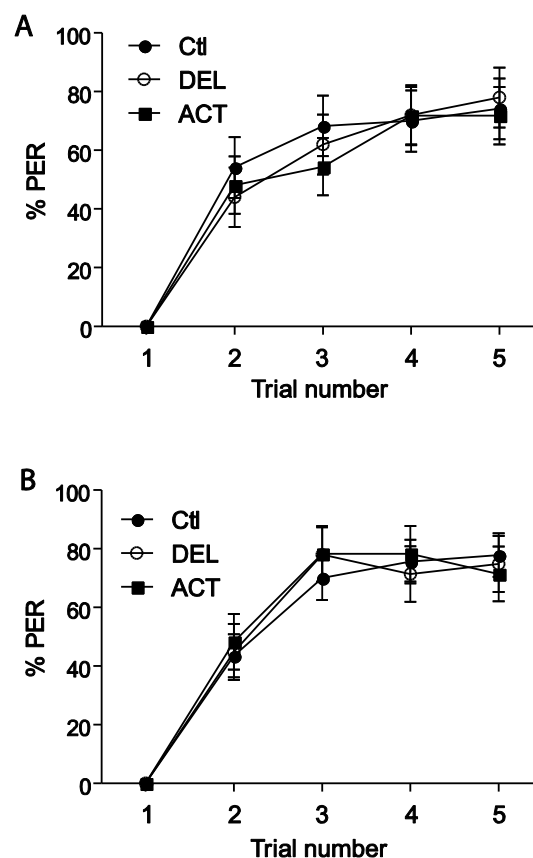 A
100
80
60
40
20
0
% PER
Ctl
DEL
ACT
1 2 3 4 5
Trial number
B
100
80
60
40
20
0
% PER
Ctl
DEL
ACT
1 2 3 4 5
Trial number